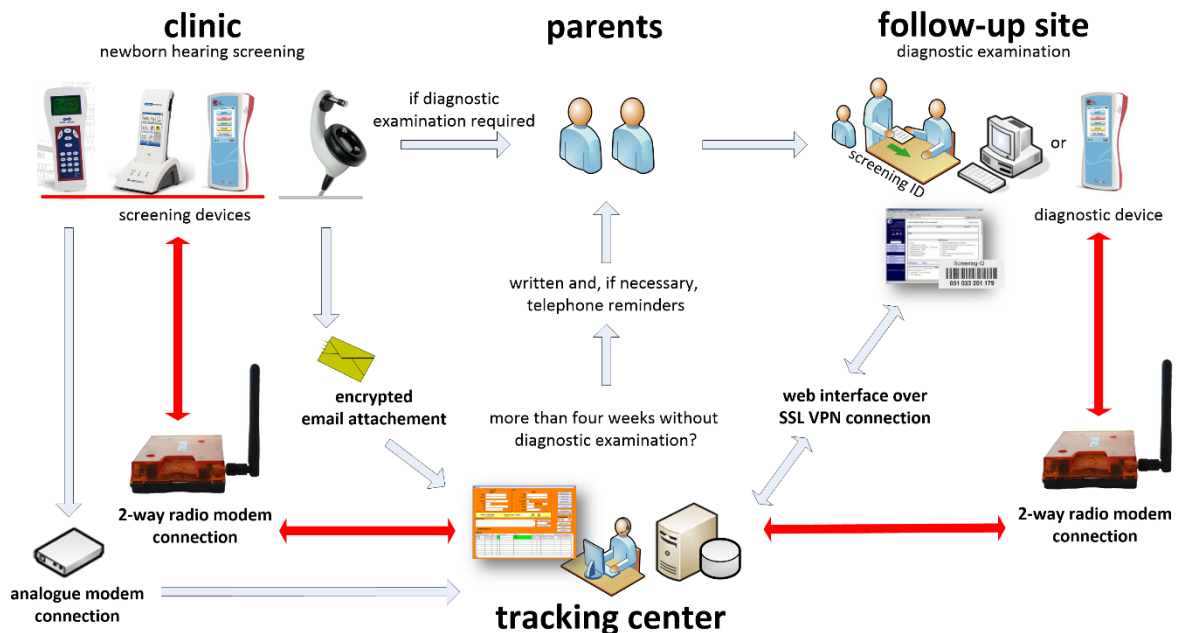 clinic
newborn hearing screening
parents
follow-up site
diagnostic examination
if diagnostic
examination required
screening ID
or
screening devices
diagnostic device
Screening-ID
051 033 201 179
written and, if necessary,
telephone reminders
encrypted
email attachement
more than four weeks without
diagnostic examination?
web interface over
SSL VPN connection
2-way radio modem
connection
2-way radio modem
connection
analogue modem
connection
tracking center